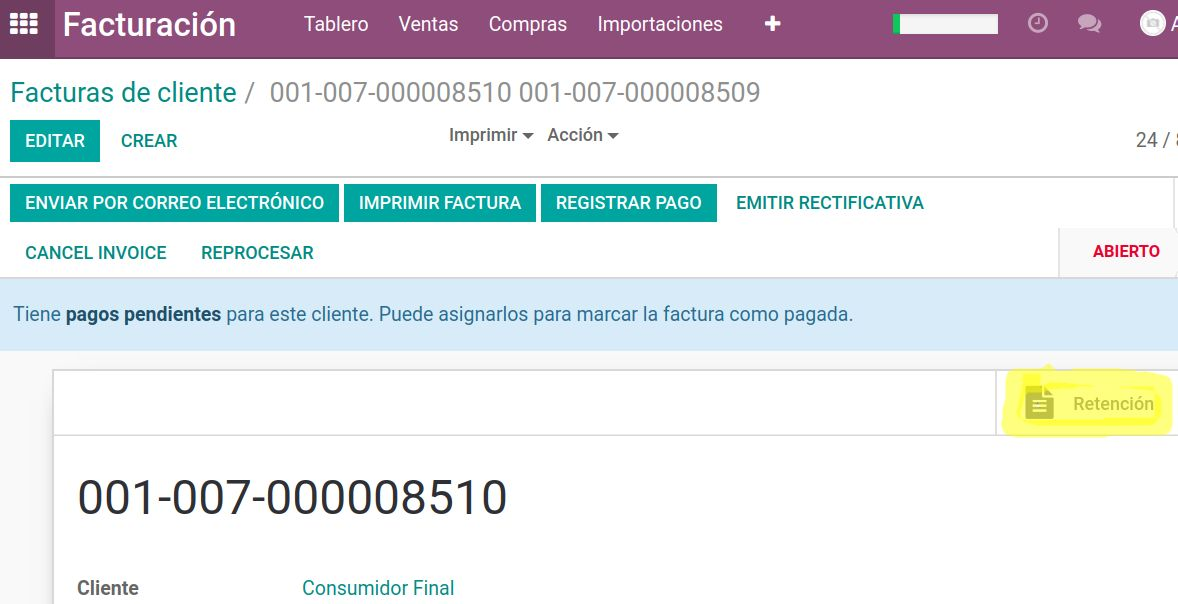 Facturación Tablero Ventas Compras Importaciones A
Facturas de cliente / 001-007-000008510 001-007-000008509
EDITAR CREAR Imprimir Acción 24 /
ENVIAR POR CORREO ELECTRÓNICO IMPRIMIR FACTURA REGISTRAR PAGO EMITIR RECTIFICATIVA
CANCEL INVOICE REPROCESAR ABIERTO
Tiene pagos pendientes para este cliente. Puede asignarlos para marcar la factura como pagada.
Retención
001-007-000008510
Cliente Consumidor Final